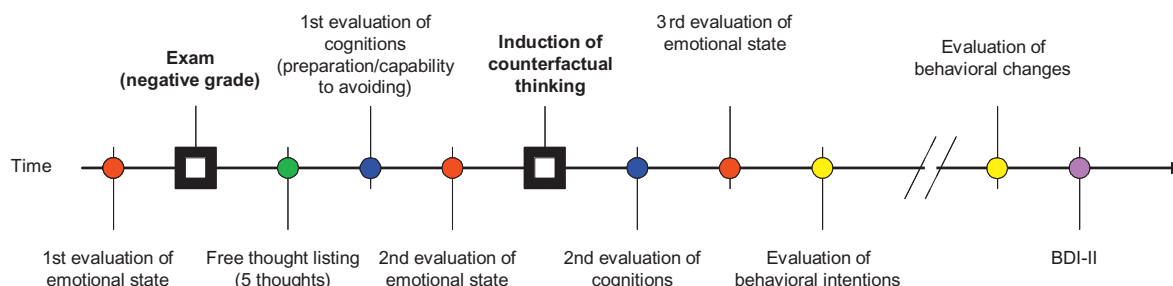 1st evaluation of
cognitions
(preparation/capability
to avoiding)
3rd evaluation of
emotional state
Induction of
counterfactual
thinking
Evaluation of
behavioral changes
Exam
(negative grade)
Time
1st evaluation of
emotional state
Free thought listing
(5 thoughts)
2nd evaluation of
emotional state
2nd evaluation of
cognitions
Evaluation of
behavioral intentions
BDI-II